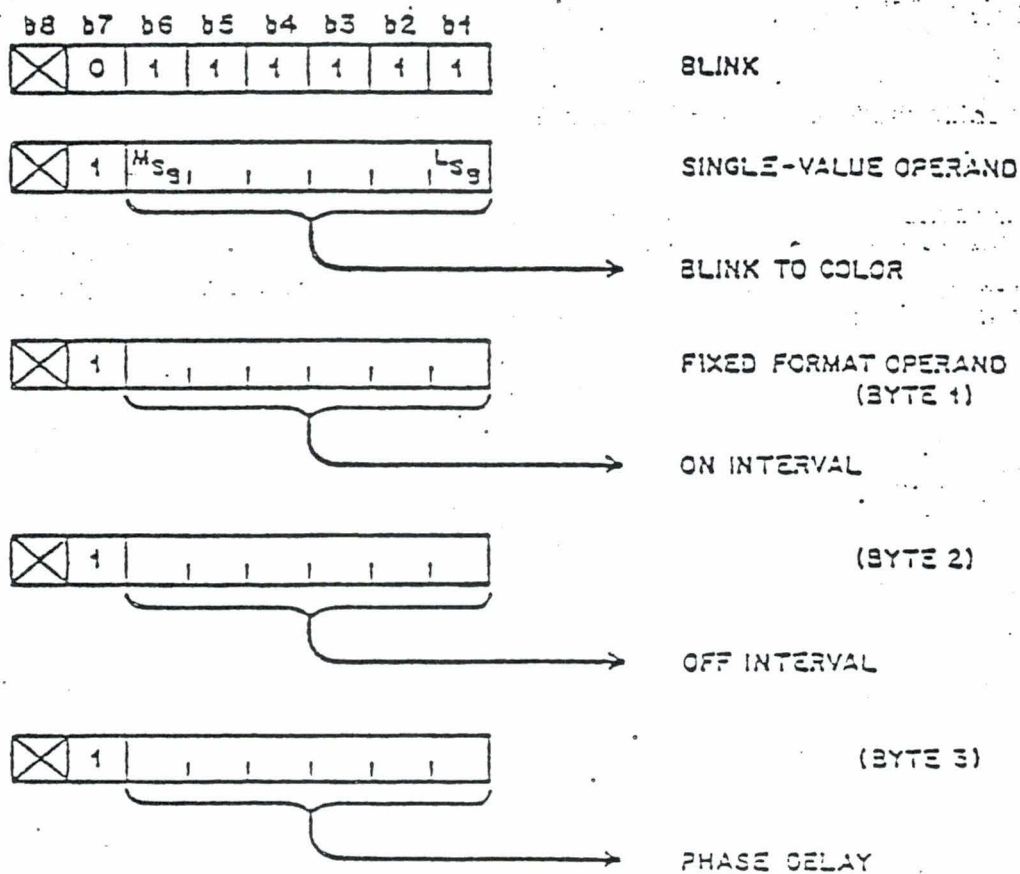 b8 b7 b6 b5 b4 b3 b2 b1
0 1 1 1 1 1 1 BLINK
1 MSB LSB SINGLE-VALUE OPERAND
BLINK TO COLOR
1 FIXED FORMAT OPERAND
(BYTE 1)
ON INTERVAL
1 (BYTE 2)
OFF INTERVAL
1 (BYTE 3)
PHASE DELAY